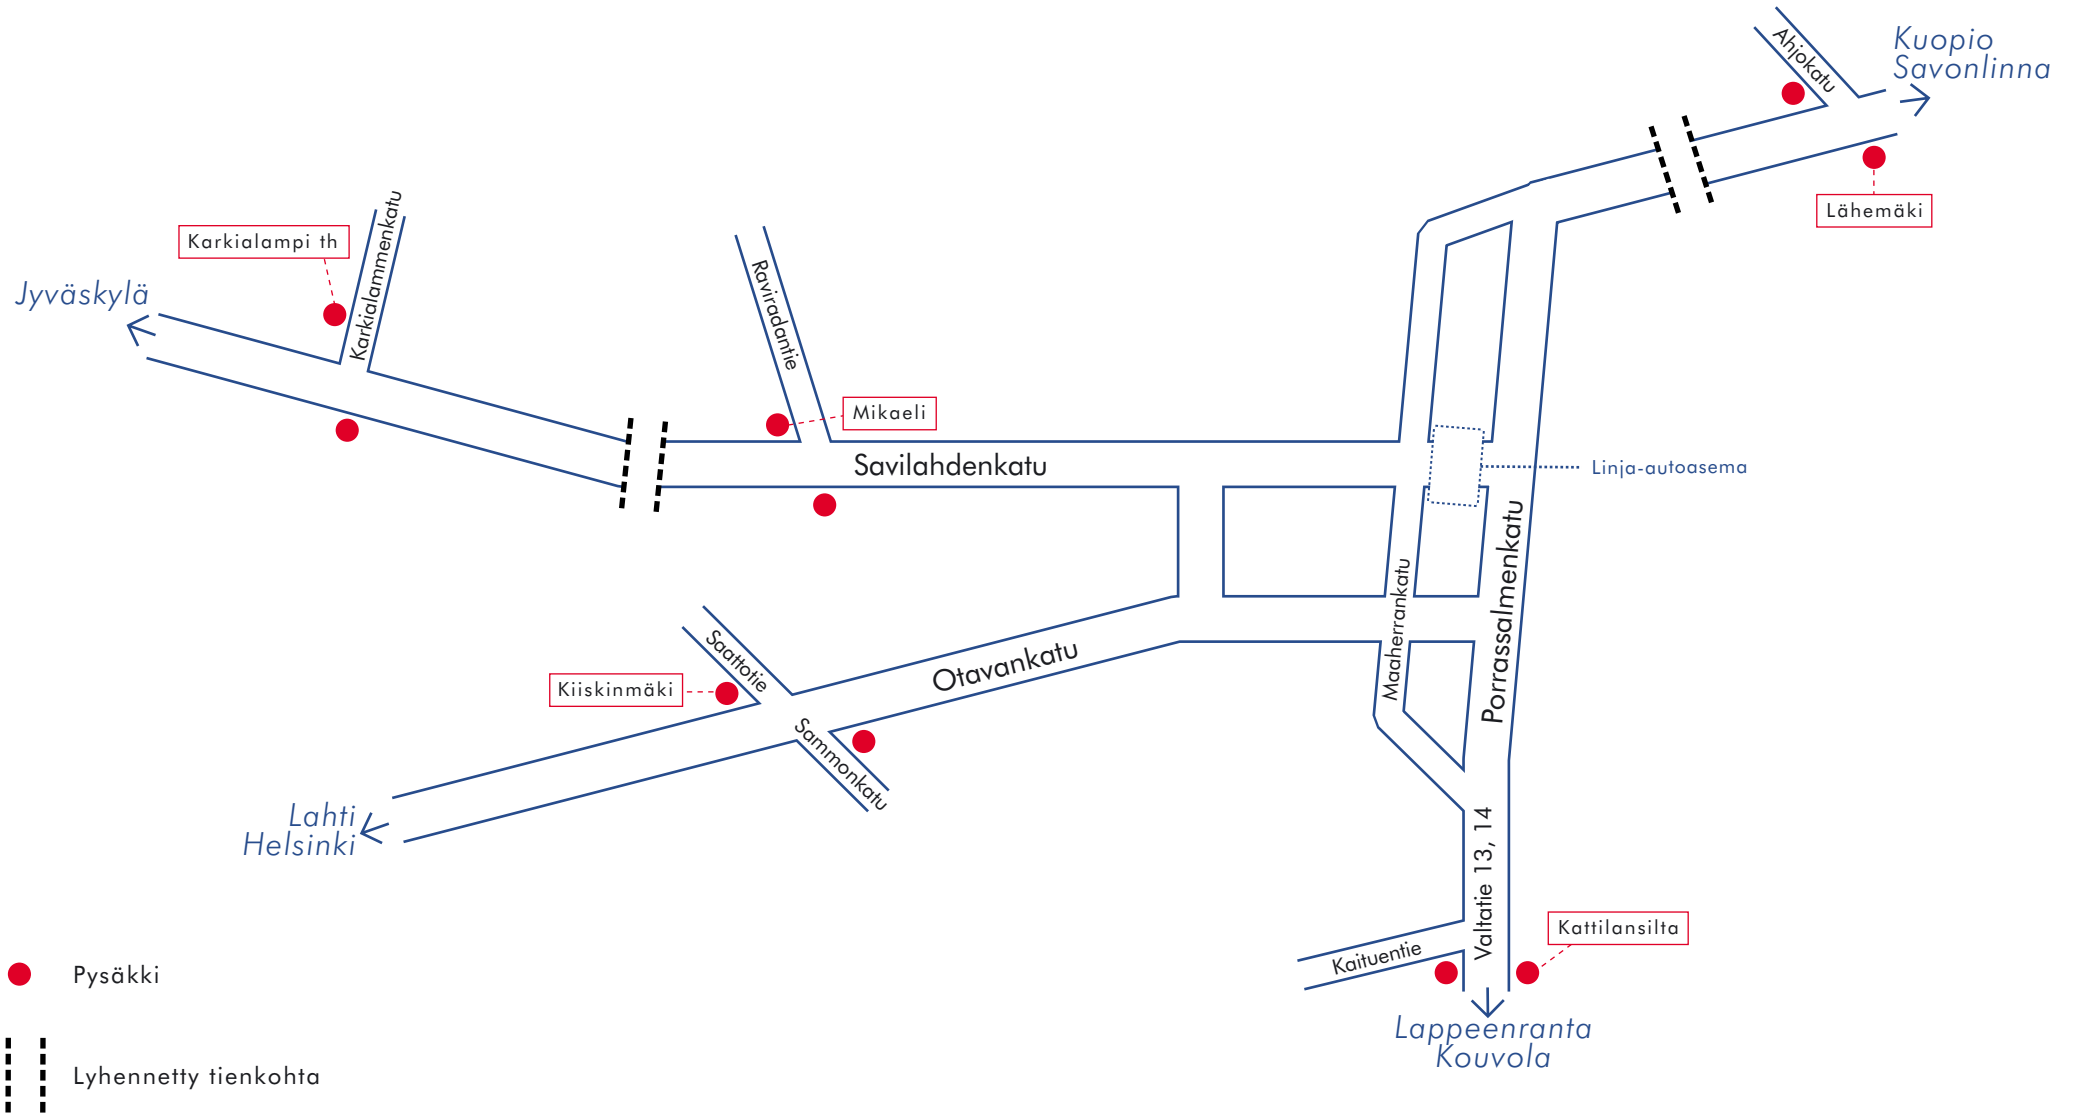 Ahjokatu
Kuopio
Savonlinna
Lähemäki
Karkialampi th
Karkialammenkatu
Jyväskylä
Raviradantie
Mikaeli
Savilahdenkatu
Linja-autoasema
Porrassalmenkatu
Maaherrankatu
Saattotie
Kiiskinmäki
Otavankatu
Sammonkatu
Lahti
Helsinki
Valtatie 13, 14
Kaituentie
Kattilansilta
Lappeenranta
Kouvola
Pysäkki
Lyhennetty tienkohta